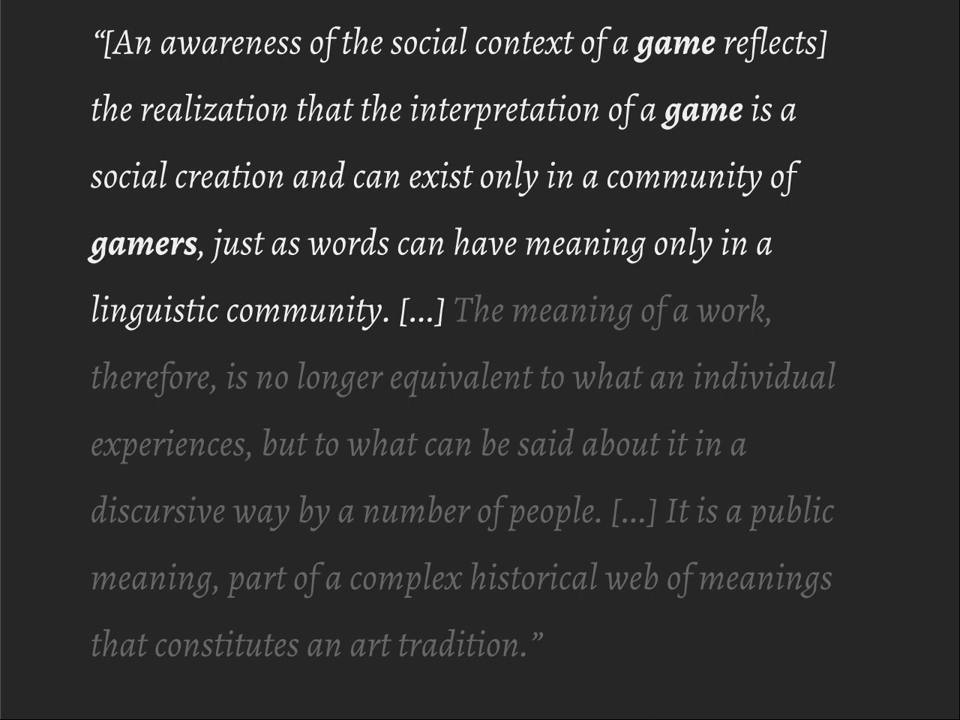 “[An awareness of the social context of a game reflects]
the realization that the interpretation of a game is a
social creation and can exist only in a community of
gamers, just as words can have meaning only in a
linguistic community. [...] The meaning of a work,
therefore, is no longer equivalent to what an individual
experiences, but to what can be said about it in a
discursive way by a number of people. [...] It is a public
meaning, part of a complex historical web of meanings
that constitutes an art tradition.”